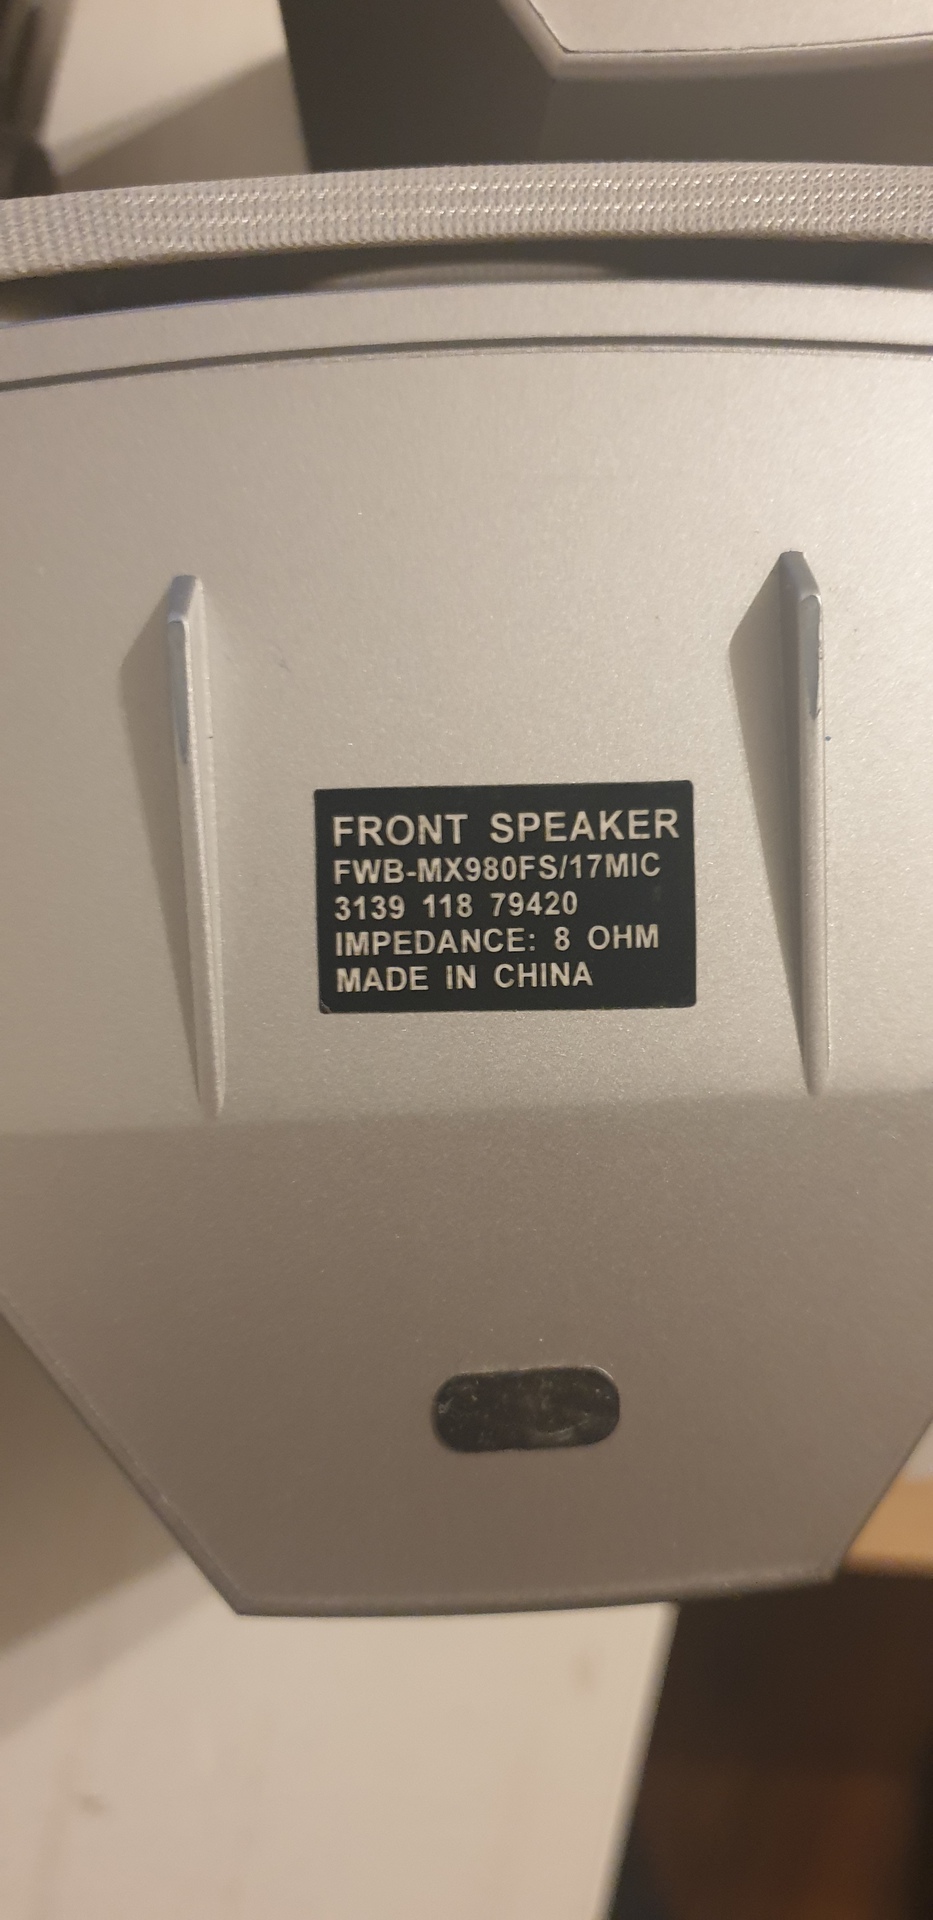 FRONT SPEAKER
FWB-MX980FS/17MIC
3139 118 79420
IMPEDANCE: 8 OHM
MADE IN CHINA